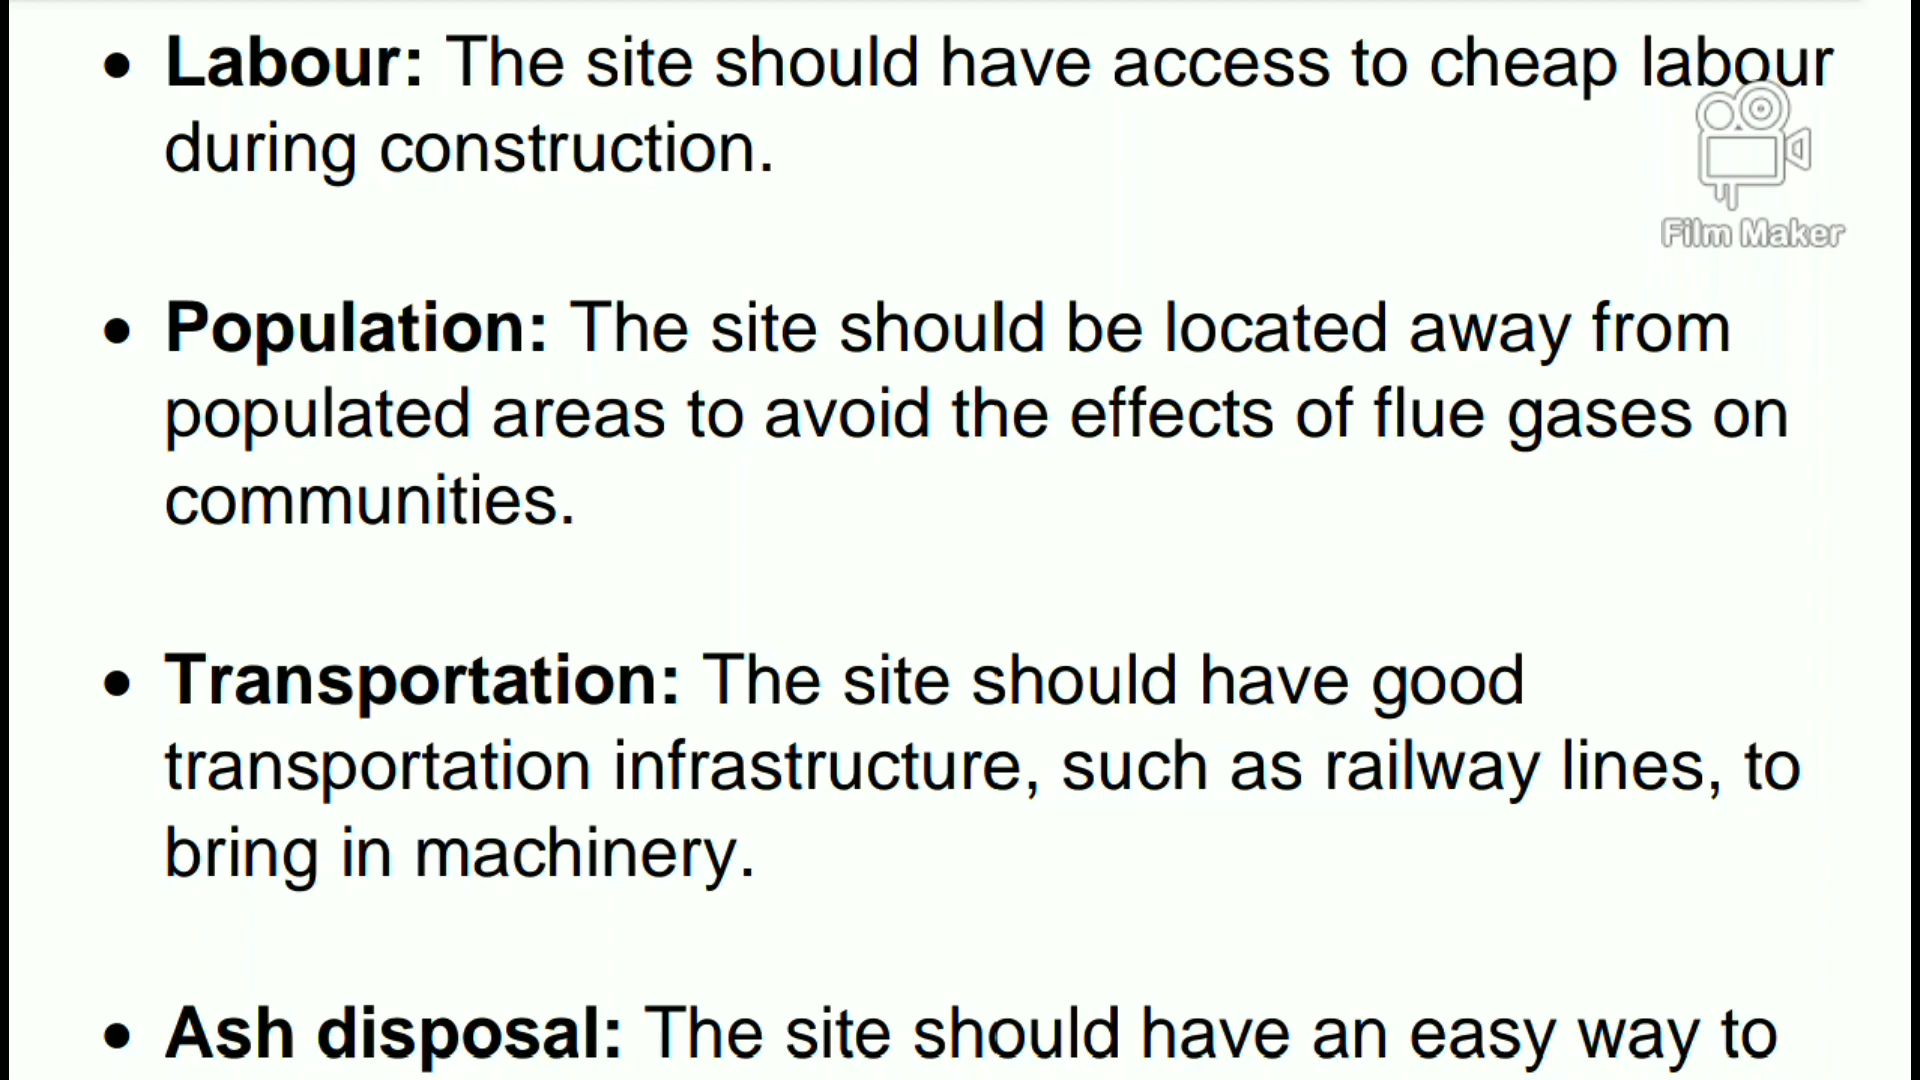 • Labour: The site should have access to cheap labour
during construction.
Film Maker
• Population: The site should be located away from
populated areas to avoid the effects of flue gases on
communities.
• Transportation: The site should have good
transportation infrastructure, such as railway lines, to
bring in machinery.
• Ash disposal: The site should have an easy way to